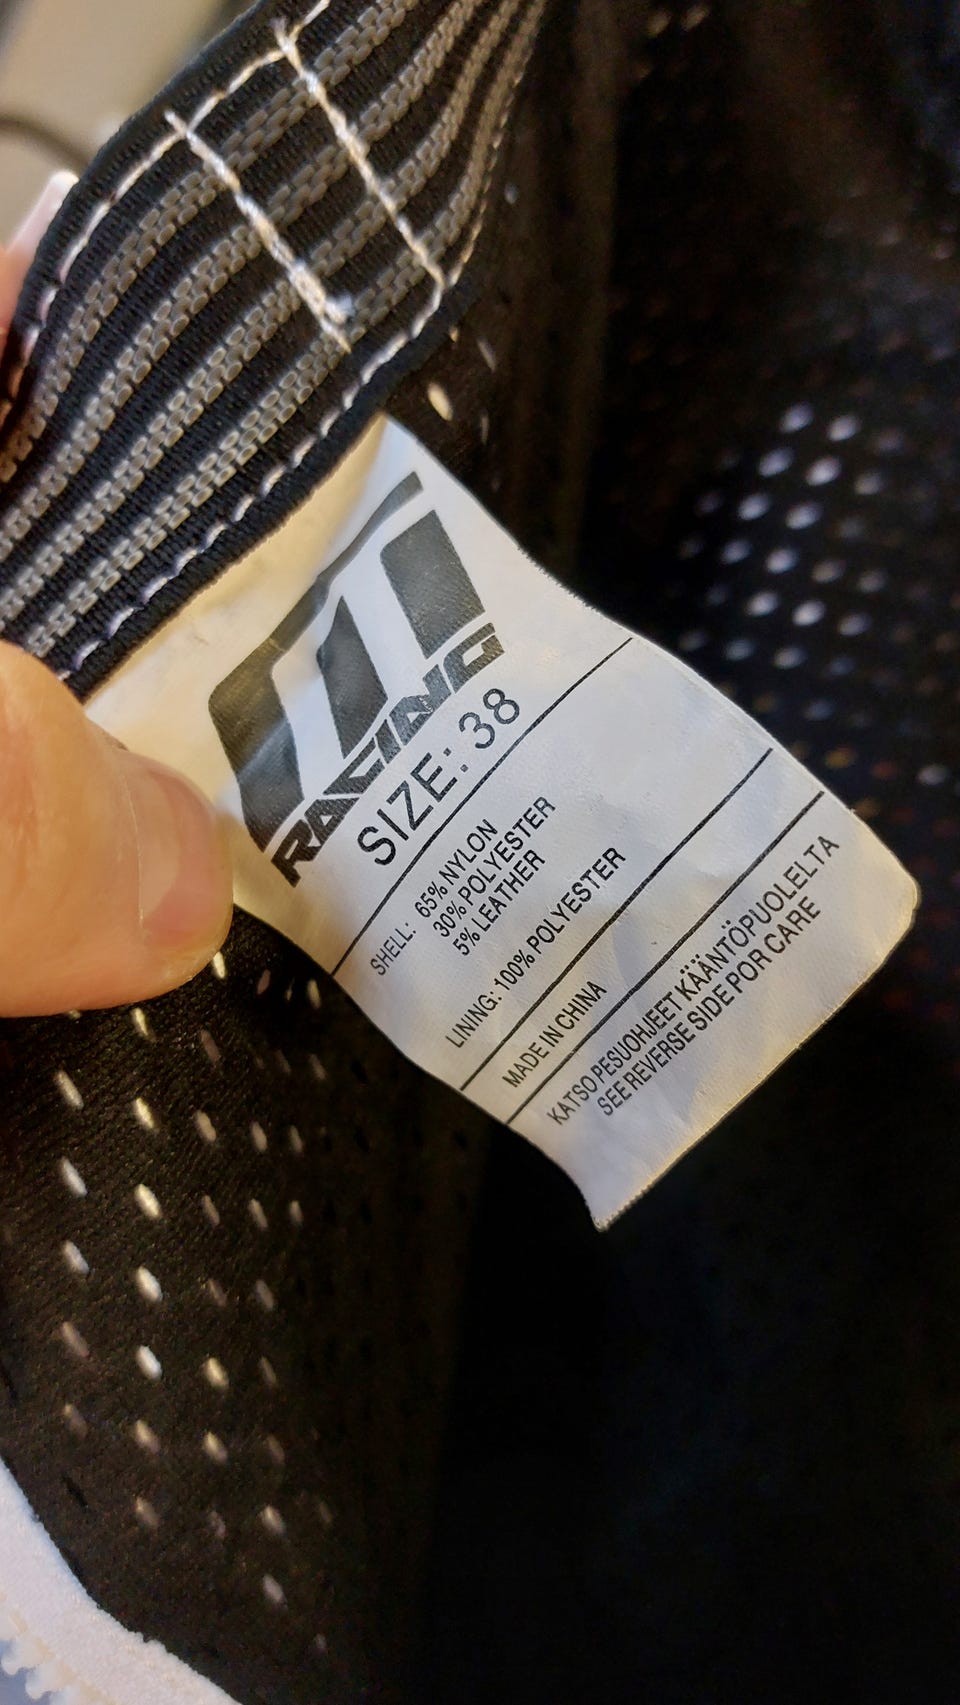 RACING
SIZE: 38
SHELL: 65% NYLON
30% POLYESTER
5% LEATHER
LINING: 100% POLYESTER
MADE IN CHINA
KATSO PESUOHJEET KÄÄNTÖPUOLELTA
SEE REVERSE SIDE POR CARE